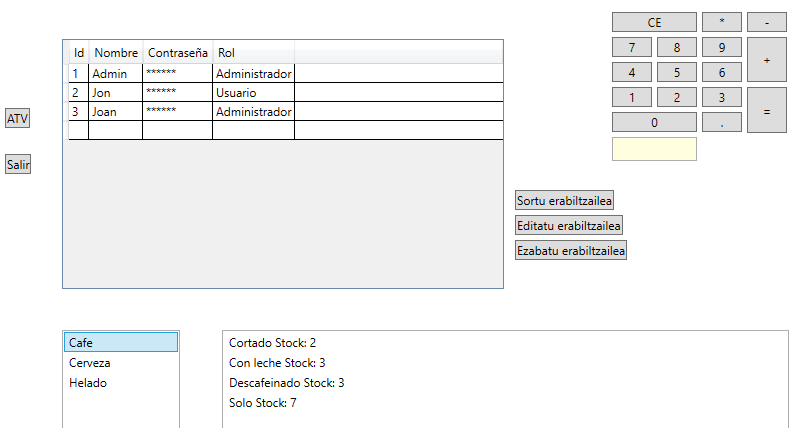 CE * -
7 8 9 +
4 5 6
1 2 3 =
0 .
Id Nombre Contraseña Rol
1 Admin ****** Administrador
2 Jon ****** Usuario
3 Joan ****** Administrador
ATV
Salir
Sortu erabiltzailea
Editatu erabiltzailea
Ezabatu erabiltzailea
Cafe
Cerveza
Helado
Cortado Stock: 2
Con leche Stock: 3
Descafeinado Stock: 3
Solo Stock: 7